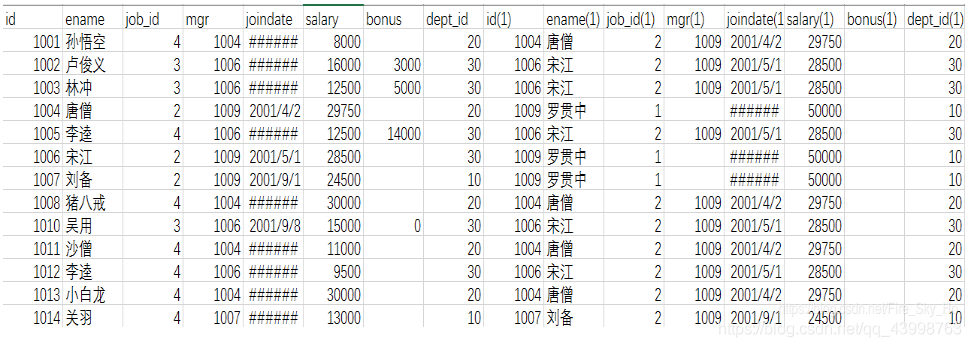 id ename job_id mgr joindate salary bonus dept_id id(1) ename(1) job_id(1) mgr(1) joindate(1 salary(1) bonus(1) dept_id(1)
1001 孙悟空 4 1004 ###### 8000 20 1004 唐僧 2 1009 2001/4/2 29750 20
1002 卢俊义 3 1006 ###### 16000 3000 30 1006 宋江 2 1009 2001/5/1 28500 30
1003 林冲 3 1006 ###### 12500 5000 30 1006 宋江 2 1009 2001/5/1 28500 30
1004 唐僧 2 1009 2001/4/2 29750 20 1009 罗贯中 1 ###### 50000 10
1005 李逵 4 1006 ###### 12500 14000 30 1006 宋江 2 1009 2001/5/1 28500 30
1006 宋江 2 1009 2001/5/1 28500 30 1009 罗贯中 1 ###### 50000 10
1007 刘备 2 1009 2001/9/1 24500 10 1009 罗贯中 1 ###### 50000 10
1008 猪八戒 4 1004 ###### 30000 20 1004 唐僧 2 1009 2001/4/2 29750 20
1010 吴用 3 1006 2001/9/8 15000 0 30 1006 宋江 2 1009 2001/5/1 28500 30
1011 沙僧 4 1004 ###### 11000 20 1004 唐僧 2 1009 2001/4/2 29750 20
1012 李逵 4 1006 ###### 9500 30 1006 宋江 2 1009 2001/5/1 28500 30
1013 小白龙 4 1004 ###### 30000 20 1004 唐僧 2 1009 2001/4/2 29750 20
1014 关羽 4 1007 ###### 13000 10 1007 刘备 2 1009 2001/9/1 24500 10
https://blog.csdn.net/qq_43998763